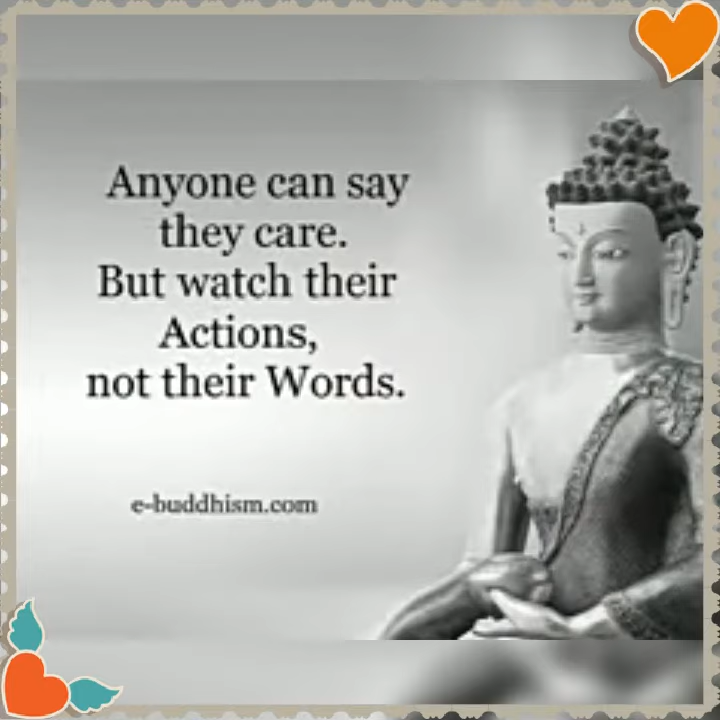 Anyone can say
they care.
But watch their
Actions,
not their Words.
e-buddhism.com